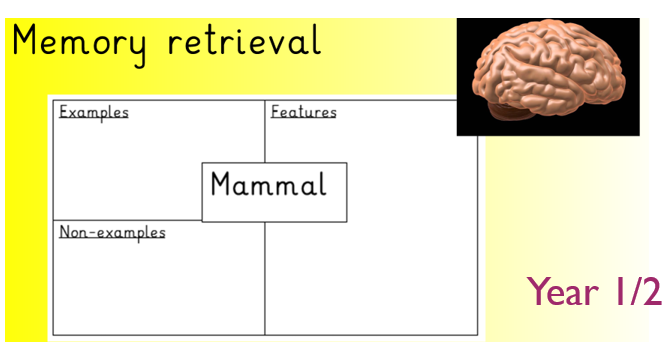 Memory retrieval
Examples
Features
Mammal
Non-examples
Year 1/2